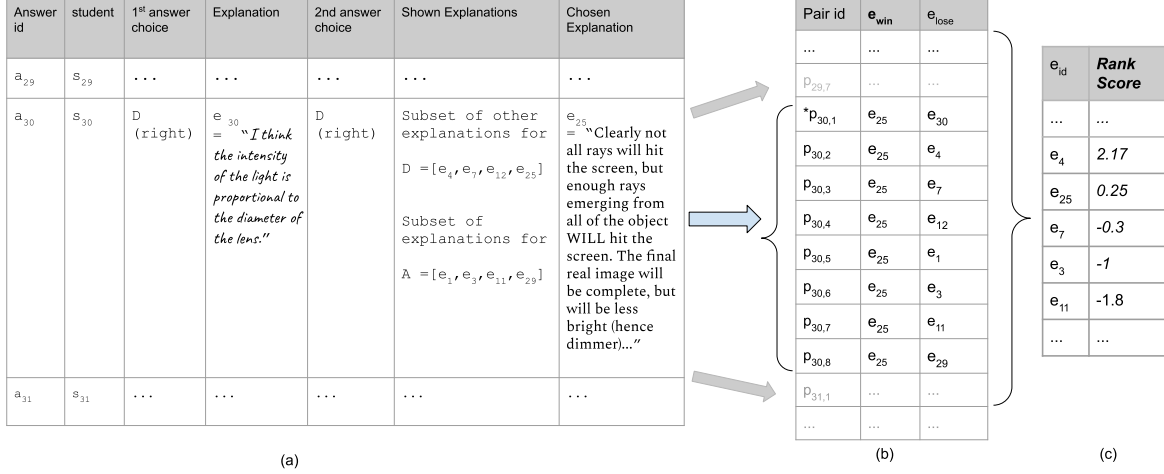 Answer id | student | 1st answer choice | Explanation | 2nd answer choice | Shown Explanations | Chosen Explanation
a29 | s29 | ... | ... | ... | ... | ...
a30 | s30 | D (right) | e30 = “I think the intensity of the light is proportional to the diameter of the lens.” | D (right) | Subset of other explanations for D =[e4,e7,e12,e25] Subset of explanations for A =[e1,e3,e11,e29] | e25 = “Clearly not all rays will hit the screen, but enough rays emerging from all of the object WILL hit the screen. The final real image will be complete, but will be less bright (hence dimmer)...”
a31 | s31 | ... | ... | ... | ... | ...
(a)
Pair id | ewin | elose
... | ... | ...
p29,7 | ... | ...
*p30,1 | e25 | e30
p30,2 | e25 | e4
p30,3 | e25 | e7
p30,4 | e25 | e12
p30,5 | e25 | e1
p30,6 | e25 | e3
p30,7 | e25 | e11
p30,8 | e25 | e29
p31,1 | ... | ...
... | ... | ...
(b)
eid | Rank Score
... | ...
e4 | 2.17
e25 | 0.25
e7 | -0.3
e3 | -1
e11 | -1.8
... | ...
(c)